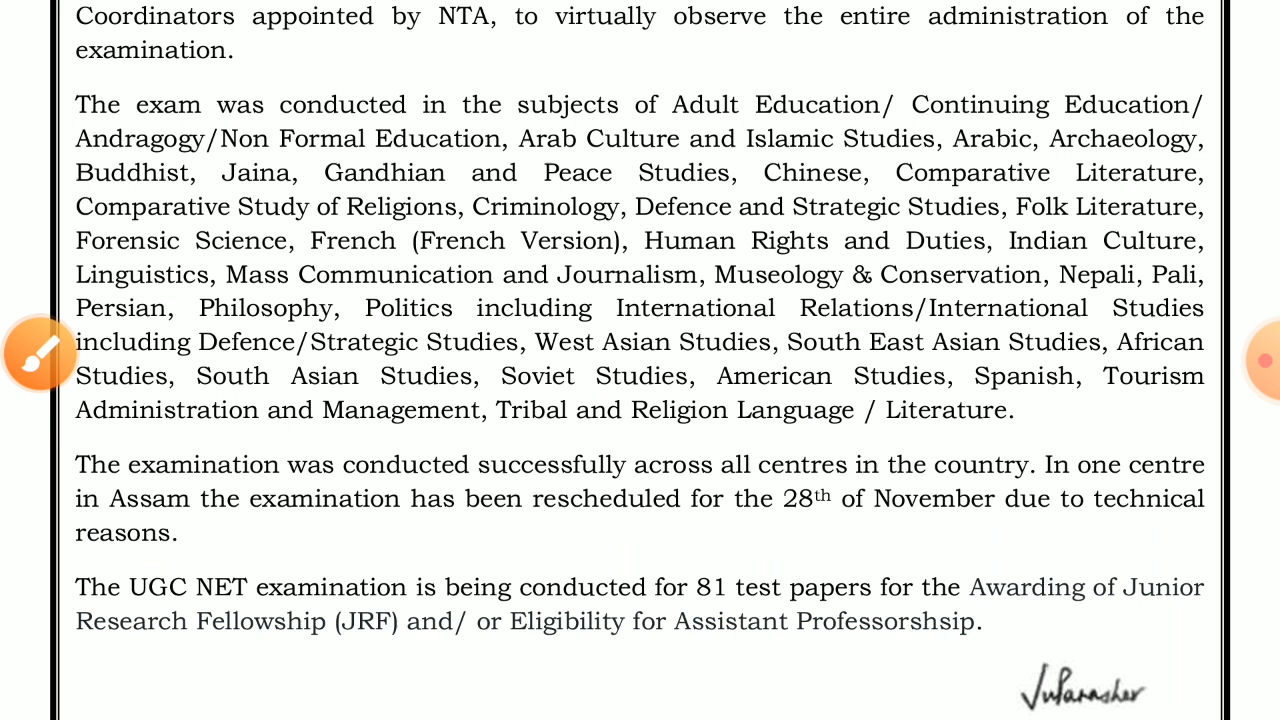 Coordinators appointed by NTA, to virtually observe the entire administration of the
examination.
The exam was conducted in the subjects of Adult Education/ Continuing Education/
Andragogy/Non Formal Education, Arab Culture and Islamic Studies, Arabic, Archaeology,
Buddhist, Jaina, Gandhian and Peace Studies, Chinese, Comparative Literature,
Comparative Study of Religions, Criminology, Defence and Strategic Studies, Folk Literature,
Forensic Science, French (French Version), Human Rights and Duties, Indian Culture,
Linguistics, Mass Communication and Journalism, Museology & Conservation, Nepali, Pali,
Persian, Philosophy, Politics including International Relations/International Studies
including Defence/Strategic Studies, West Asian Studies, South East Asian Studies, African
Studies, South Asian Studies, Soviet Studies, American Studies, Spanish, Tourism
Administration and Management, Tribal and Religion Language / Literature.
The examination was conducted successfully across all centres in the country. In one centre
in Assam the examination has been rescheduled for the 28th of November due to technical
reasons.
The UGC NET examination is being conducted for 81 test papers for the Awarding of Junior
Research Fellowship (JRF) and/ or Eligibility for Assistant Professorshsip.